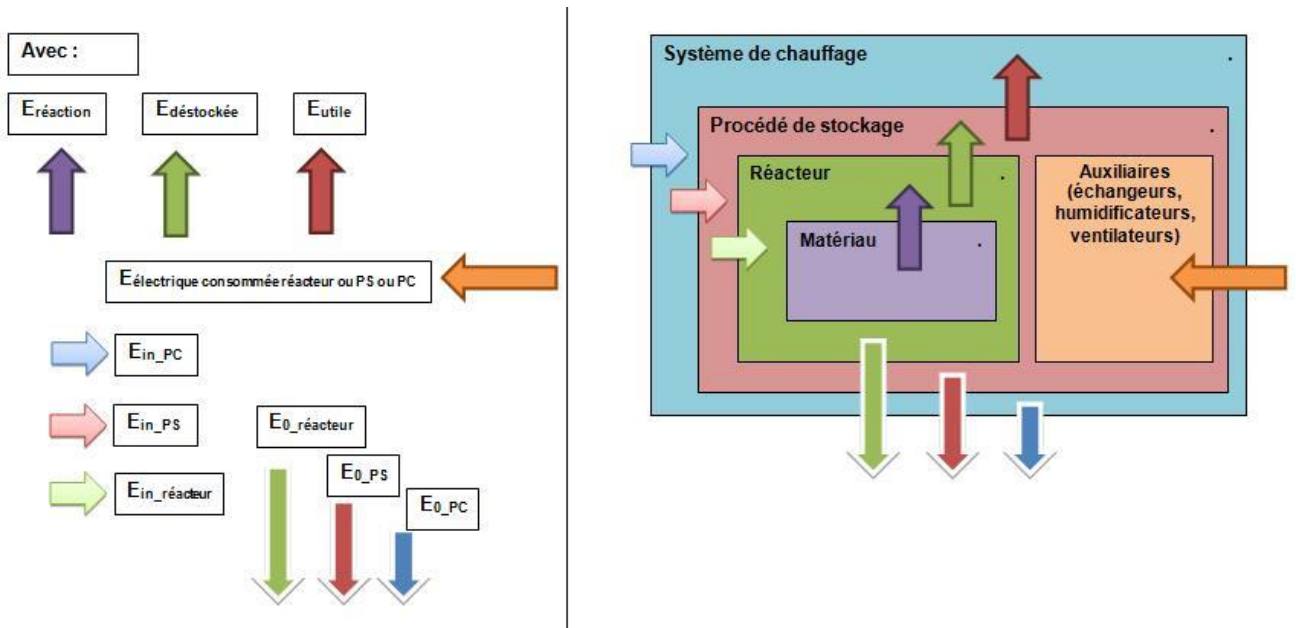 Avec :
Eréaction
Edéstockée
Eutile
Eélectrique consommée réacteur ou PS ou PC
Ein_PC
Ein_PS
Ein_réacteur
E0_réacteur
E0_PS
E0_PC
Système de chauffage .
Procédé de stockage .
Réacteur .
Matériau .
Auxiliaires
(échangeurs,
humidificateurs,
ventilateurs)